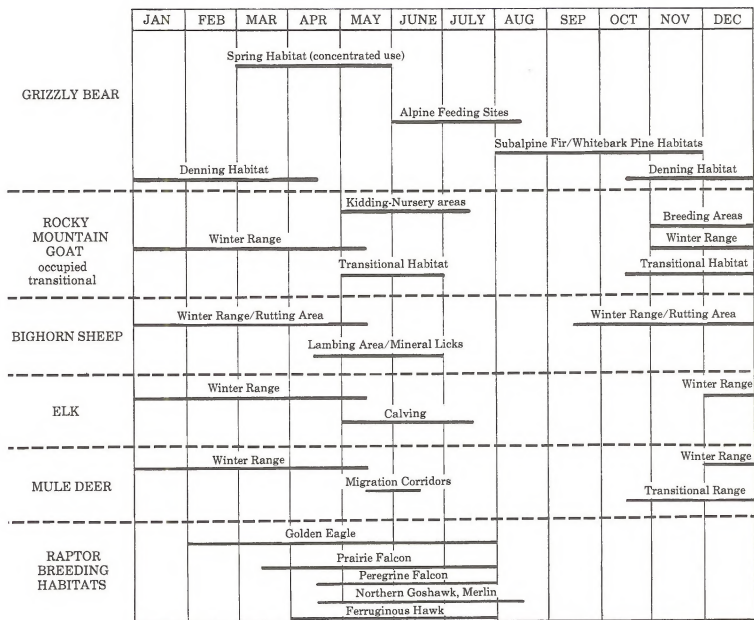 JAN FEB MAR APR MAY JUNE JULY AUG SEP OCT NOV DEC
GRIZZLY BEAR
Spring Habitat (concentrated use)
Alpine Feeding Sites
Subalpine Fir/Whitebark Pine Habitats
Denning Habitat Denning Habitat
ROCKY
MOUNTAIN
GOAT
occupied
transitional
Kidding-Nursery areas
Breeding Areas
Winter Range Winter Range
Transitional Habitat Transitional Habitat
BIGHORN SHEEP
Winter Range/Rutting Area Winter Range/Rutting Area
Lambing Area/Mineral Licks
ELK
Winter Range Winter Range
Calving
MULE DEER
Winter Range Winter Range
Migration Corridors
Transitional Range
RAPTOR
BREEDING
HABITATS
Golden Eagle
Prairie Falcon
Peregrine Falcon
Northern Goshawk, Merlin
Ferruginous Hawk